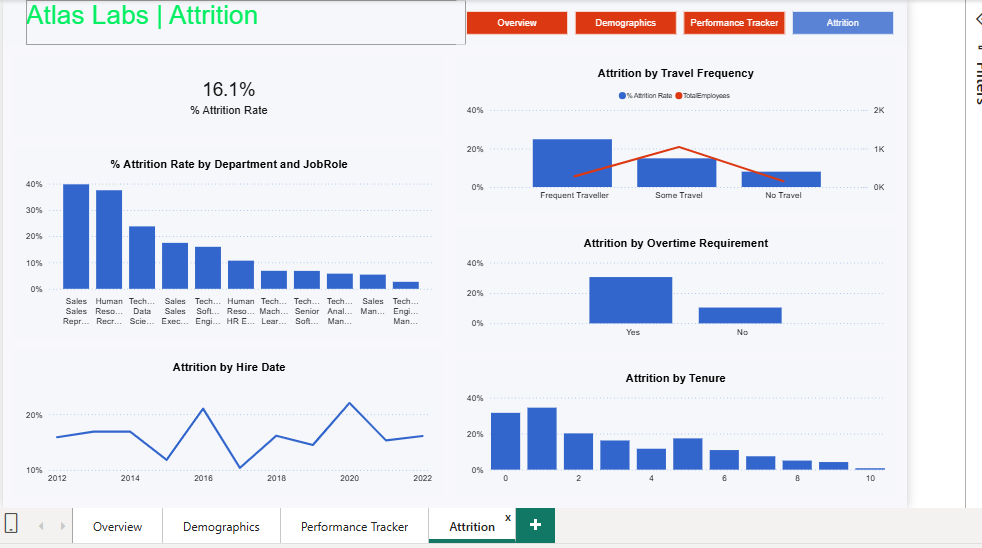 Atlas Labs | Attrition
Overview
Demographics
Performance Tracker
Attrition
Filters
16.1%
% Attrition Rate
% Attrition Rate by Department and JobRole
40%
30%
20%
10%
0%
Sales Human Tech... Sales Tech... Human Tech... Tech... Tech... Sales Tech...
Sales Reso... Data Sales Soft... Reso... Mach... Senior Anal... Man... Engi...
Repr... Recr... Scie... Exec... Engi... HR E... Lear... Soft... Man... Man...
Attrition by Hire Date
20%
10%
2012 2014 2016 2018 2020 2022
Attrition by Travel Frequency
% Attrition Rate TotalEmployees
40% 2K
20% 1K
0% 0K
Frequent Traveller Some Travel No Travel
Attrition by Overtime Requirement
40%
20%
0%
Yes No
Attrition by Tenure
40%
20%
0%
0 2 4 6 8 10
Overview Demographics Performance Tracker Attrition x +